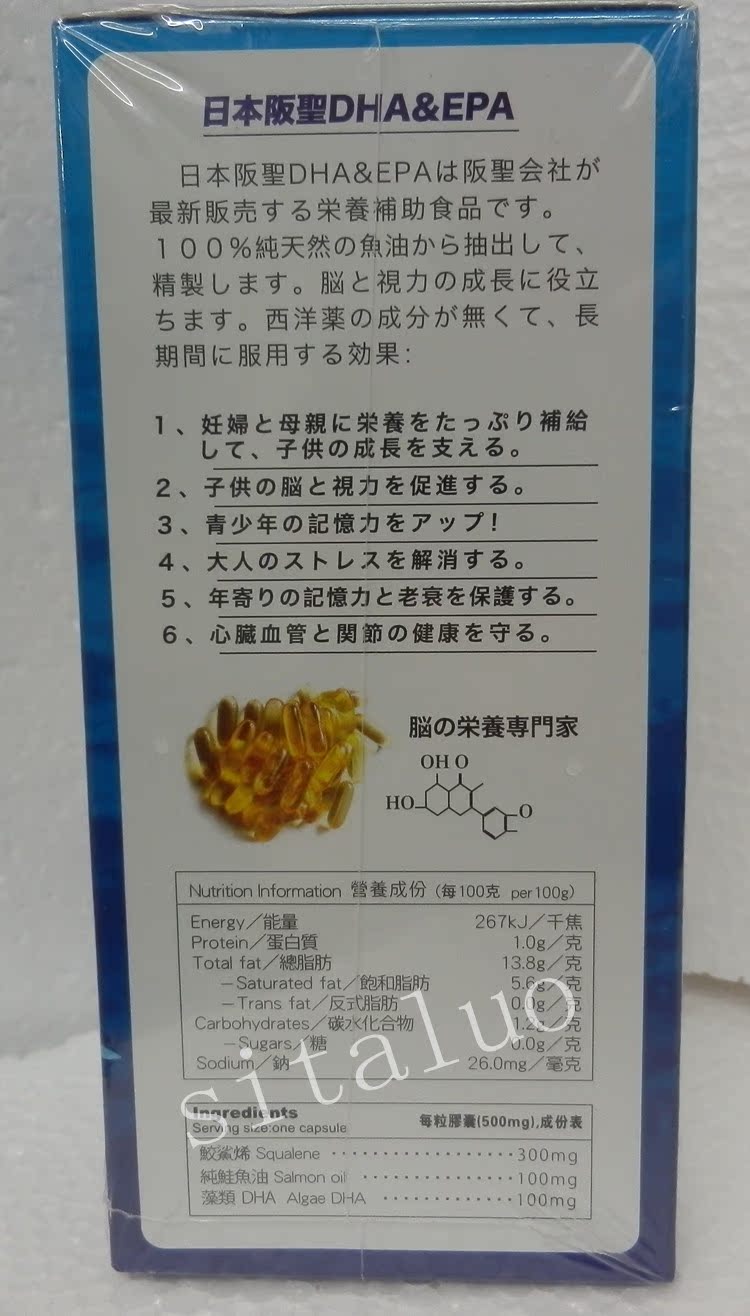 日本阪聖DHA&EPA
日本阪聖DHA&EPAは阪聖会社が
最新販売する栄養補助食品です。
１００％純天然の魚油から抽出して、
精製します。脳と視力の成長に役立
ちます。西洋薬の成分が無くて、長
期間に服用する効果:
1、妊婦と母親に栄養をたっぷり補給
して、子供の成長を支える。
2、子供の脳と視力を促進する。
3、青少年の記憶力をアップ!
4、大人のストレスを解消する。
5、年寄りの記憶力と老衰を保護する。
6、心臓血管と関節の健康を守る。
脳の栄養専門家
OH O
HO
O
Nutrition Information 營養成份 (每100克 per100g)
Energy/能量 267kJ/千焦
Protein/蛋白質 1.0g/克
Total fat/總脂肪 13.8g/克
－Saturated fat/飽和脂肪 5.6g/克
－Trans fat/反式脂肪 0.0g/克
Carbohydrates/碳水化合物 1.2g/克
－Sugars/糖 0.0g/克
Sodium/鈉 26.0mg/毫克
sitaluo
Ingredients
Serving size:one capsule 每粒膠囊(500mg),成份表
鮫鯊烯 Squalene ··················300mg
純鮭魚油 Salmon oil ···············100mg
藻類 DHA Algae DHA ·············100mg